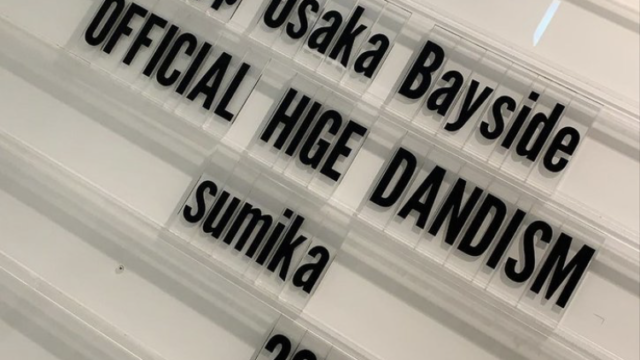 Osaka Bayside
OFFICIAL HIGE DANDISM
sumika